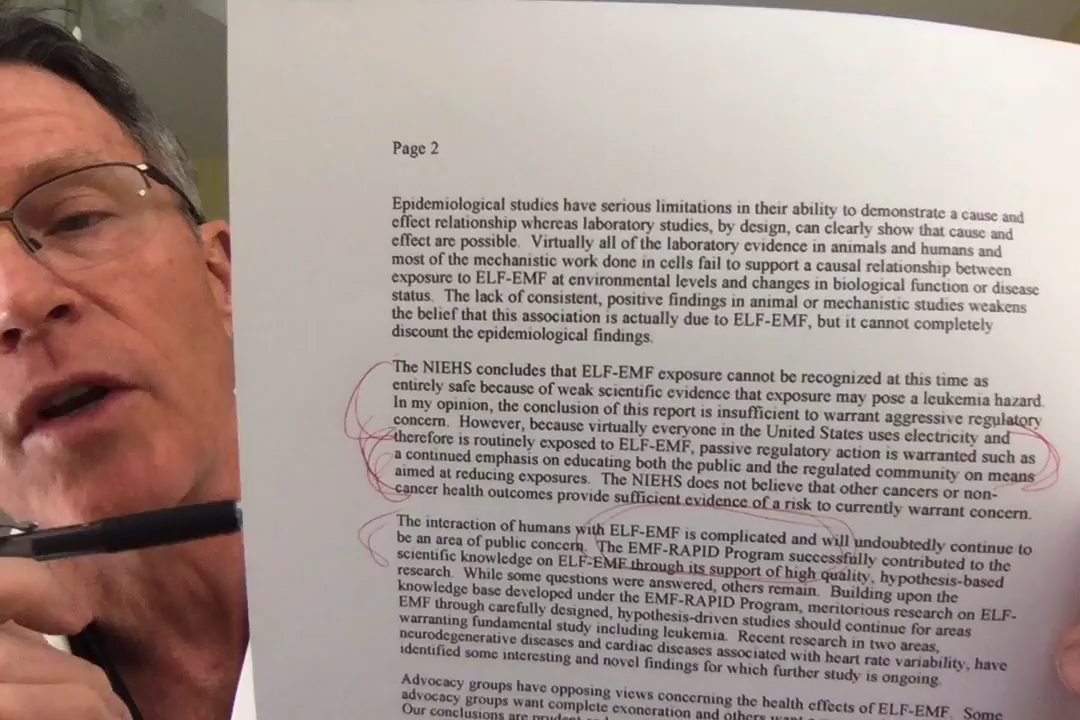 Page 2
Epidemiological studies have serious limitations in their ability to demonstrate a cause and
effect relationship whereas laboratory studies, by design, can clearly show that cause and
effect are possible. Virtually all of the laboratory evidence in animals and humans and
most of the mechanistic work done in cells fail to support a causal relationship between
exposure to ELF-EMF at environmental levels and changes in biological function or disease
status. The lack of consistent, positive findings in animal or mechanistic studies weakens
the belief that this association is actually due to ELF-EMF, but it cannot completely
discount the epidemiological findings.
The NIEHS concludes that ELF-EMF exposure cannot be recognized at this time as
entirely safe because of weak scientific evidence that exposure may pose a leukemia hazard.
In my opinion, the conclusion of this report is insufficient to warrant aggressive regulatory
concern. However, because virtually everyone in the United States uses electricity and
therefore is routinely exposed to ELF-EMF, passive regulatory action is warranted such as
a continued emphasis on educating both the public and the regulated community on means
aimed at reducing exposures. The NIEHS does not believe that other cancers or non-
cancer health outcomes provide sufficient evidence of a risk to currently warrant concern.
The interaction of humans with ELF-EMF is complicated and will undoubtedly continue to
be an area of public concern. The EMF-RAPID Program successfully contributed to the
scientific knowledge on ELF-EMF through its support of high quality, hypothesis-based
research. While some questions were answered, others remain. Building upon the
knowledge base developed under the EMF-RAPID Program, meritorious research on ELF-
EMF through carefully designed, hypothesis-driven studies should continue for areas
warranting fundamental study including leukemia. Recent research in two areas,
neurodegenerative diseases and cardiac diseases associated with heart rate variability, have
identified some interesting and novel findings for which further study is ongoing.
Advocacy groups have opposing views concerning the health effects of ELF-EMF. Some
advocacy groups want complete exoneration and others want
Our conclusions are prudent